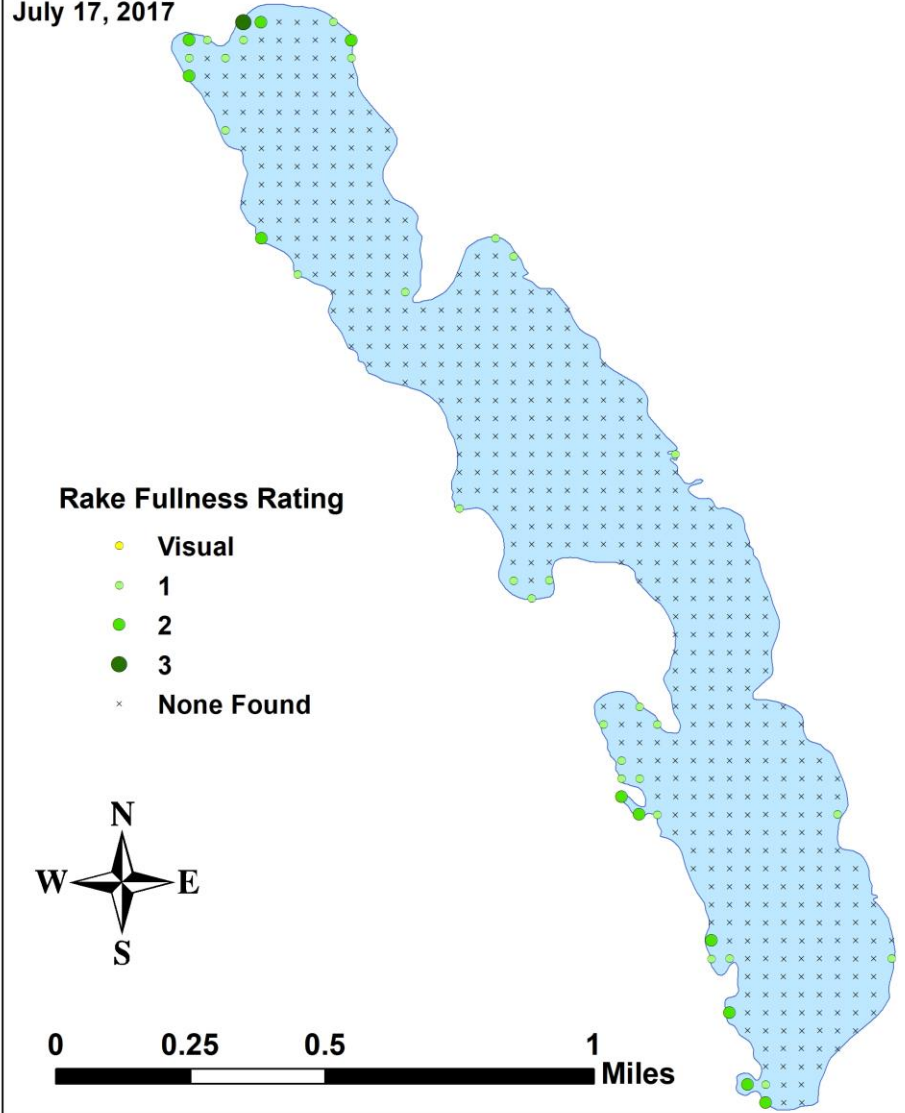 July 17, 2017
Rake Fullness Rating
Visual
1
2
3
None Found
N
W E
S
0 0.25 0.5 1
Miles